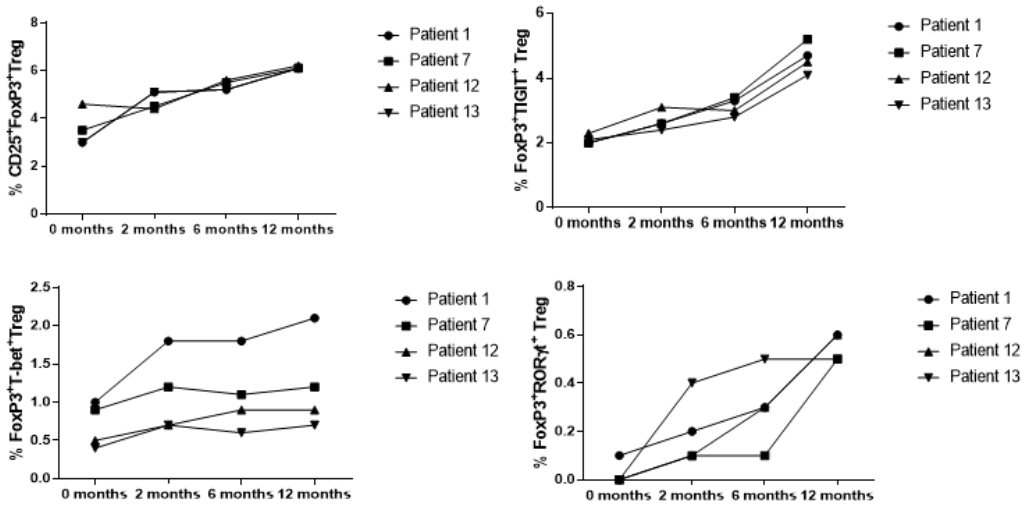 % CD25+FoxP3+Treg
8
6
4
2
0
0 months 2 months 6 months 12 months
Patient 1
Patient 7
Patient 12
Patient 13
% FoxP3+TIGIT+ Treg
6
4
2
0
0 months 2 months 6 months 12 months
Patient 1
Patient 7
Patient 12
Patient 13
% FoxP3+T-bet+Treg
2.5
2.0
1.5
1.0
0.5
0.0
0 months 2 months 6 months 12 months
Patient 1
Patient 7
Patient 12
Patient 13
% FoxP3+RORγt+ Treg
0.8
0.6
0.4
0.2
0.0
0 months 2 months 6 months 12 months
Patient 1
Patient 7
Patient 12
Patient 13